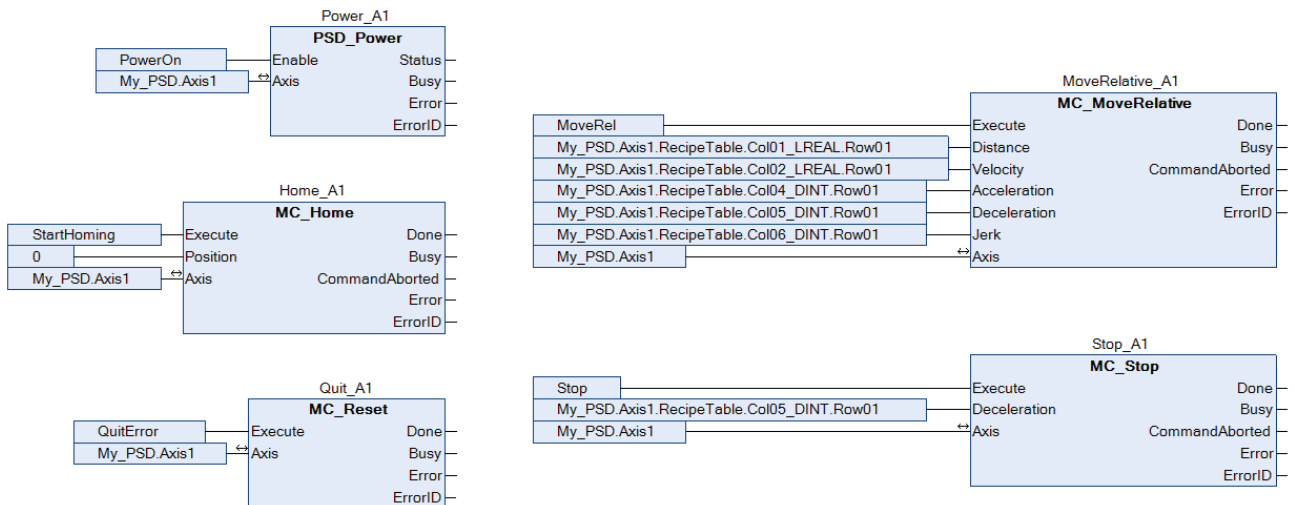 Power_A1
PSD_Power
PowerOn Enable Status
My_PSD.Axis1 Axis Busy
Error
ErrorID
Home_A1
MC_Home
StartHoming Execute Done
0 Position Busy
My_PSD.Axis1 Axis CommandAborted
Error
ErrorID
Quit_A1
MC_Reset
QuitError Execute Done
My_PSD.Axis1 Axis Busy
Error
ErrorID
MoveRelative_A1
MC_MoveRelative
MoveRel Execute Done
My_PSD.Axis1.RecipeTable.Col01_LREAL.Row01 Distance Busy
My_PSD.Axis1.RecipeTable.Col02_LREAL.Row01 Velocity CommandAborted
My_PSD.Axis1.RecipeTable.Col04_DINT.Row01 Acceleration Error
My_PSD.Axis1.RecipeTable.Col05_DINT.Row01 Deceleration ErrorID
My_PSD.Axis1.RecipeTable.Col06_DINT.Row01 Jerk
My_PSD.Axis1 Axis
Stop_A1
MC_Stop
Stop Execute Done
My_PSD.Axis1.RecipeTable.Col05_DINT.Row01 Deceleration Busy
My_PSD.Axis1 Axis CommandAborted
Error
ErrorID